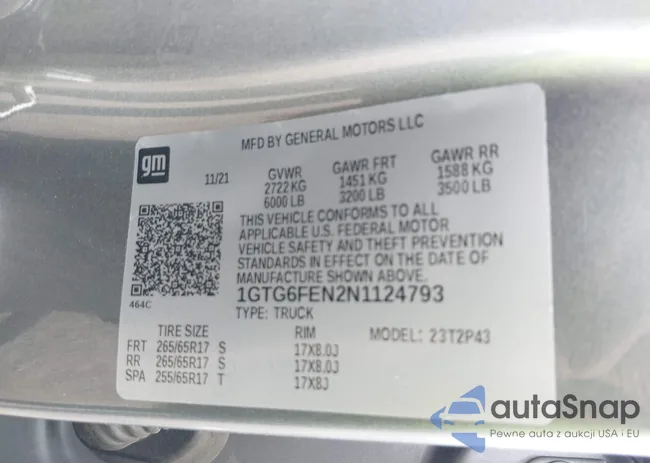 MFD BY GENERAL MOTORS LLC
gm
11/21
GVWR GAWR FRT GAWR RR
2722 KG 1451 KG 1588 KG
6000 LB 3200 LB 3500 LB
THIS VEHICLE CONFORMS TO ALL
APPLICABLE U.S. FEDERAL MOTOR
VEHICLE SAFETY AND THEFT PREVENTION
STANDARDS IN EFFECT ON THE DATE OF
MANUFACTURE SHOWN ABOVE.
464C
1GTG6FEN2N1124793
TYPE: TRUCK
TIRE SIZE RIM MODEL: 23T2P43
FRT 265/65R17 S 17X8.0J
RR 265/65R17 S 17X8.0J
SPA 255/65R17 T 17X8J
autaSnap
Pewne auta z aukcji USA i EU